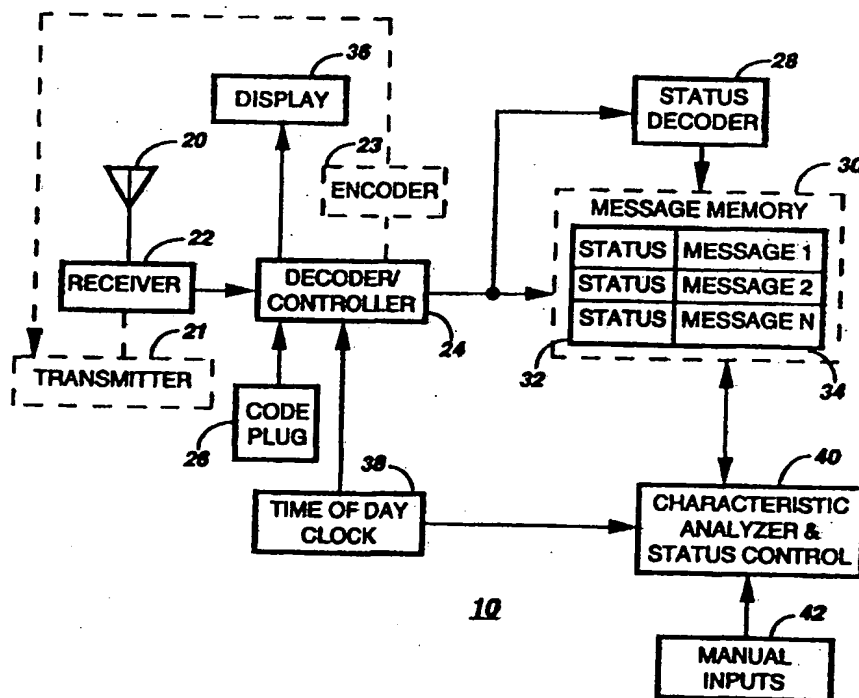 36
DISPLAY
28
STATUS
DECODER
20
23
ENCODER
30
MESSAGE MEMORY
STATUS MESSAGE 1
STATUS MESSAGE 2
STATUS MESSAGE N
32
34
22
RECEIVER
DECODER/
CONTROLLER
24
21
TRANSMITTER
CODE
PLUG
26
38
TIME OF DAY
CLOCK
40
CHARACTERISTIC
ANALYZER &
STATUS CONTROL
10
42
MANUAL
INPUTS